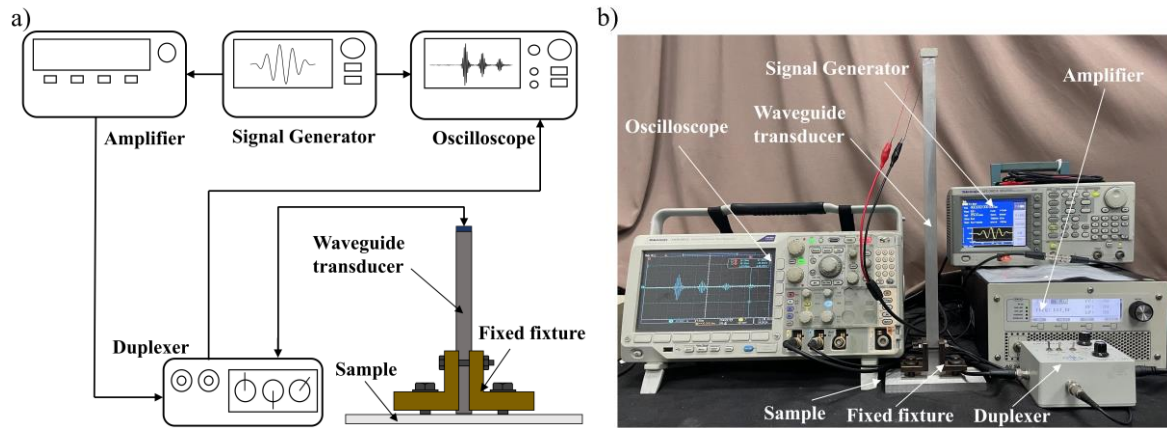 a)
Amplifier
Signal Generator
Oscilloscope
Waveguide
transducer
Duplexer
Fixed fixture
Sample
b)
Signal Generator
Amplifier
Waveguide
transducer
Oscilloscope
Sample
Fixed fixture
Duplexer